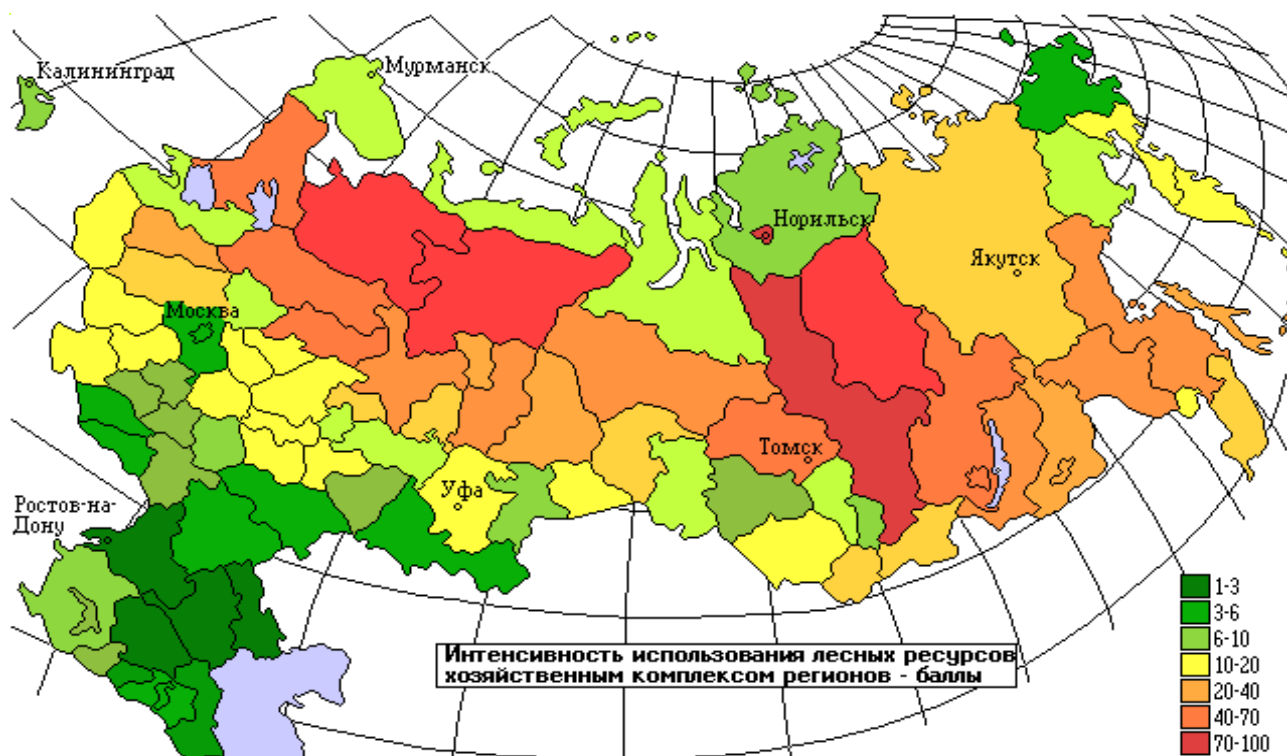 Калининград
Мурманск
Норильск
Якутск
Москва
Томск
Уфа
Ростов-на-
Дону
Интенсивность использования лесных ресурсов
хозяйственным комплексом регионов - баллы
1-3
3-6
6-10
10-20
20-40
40-70
70-100